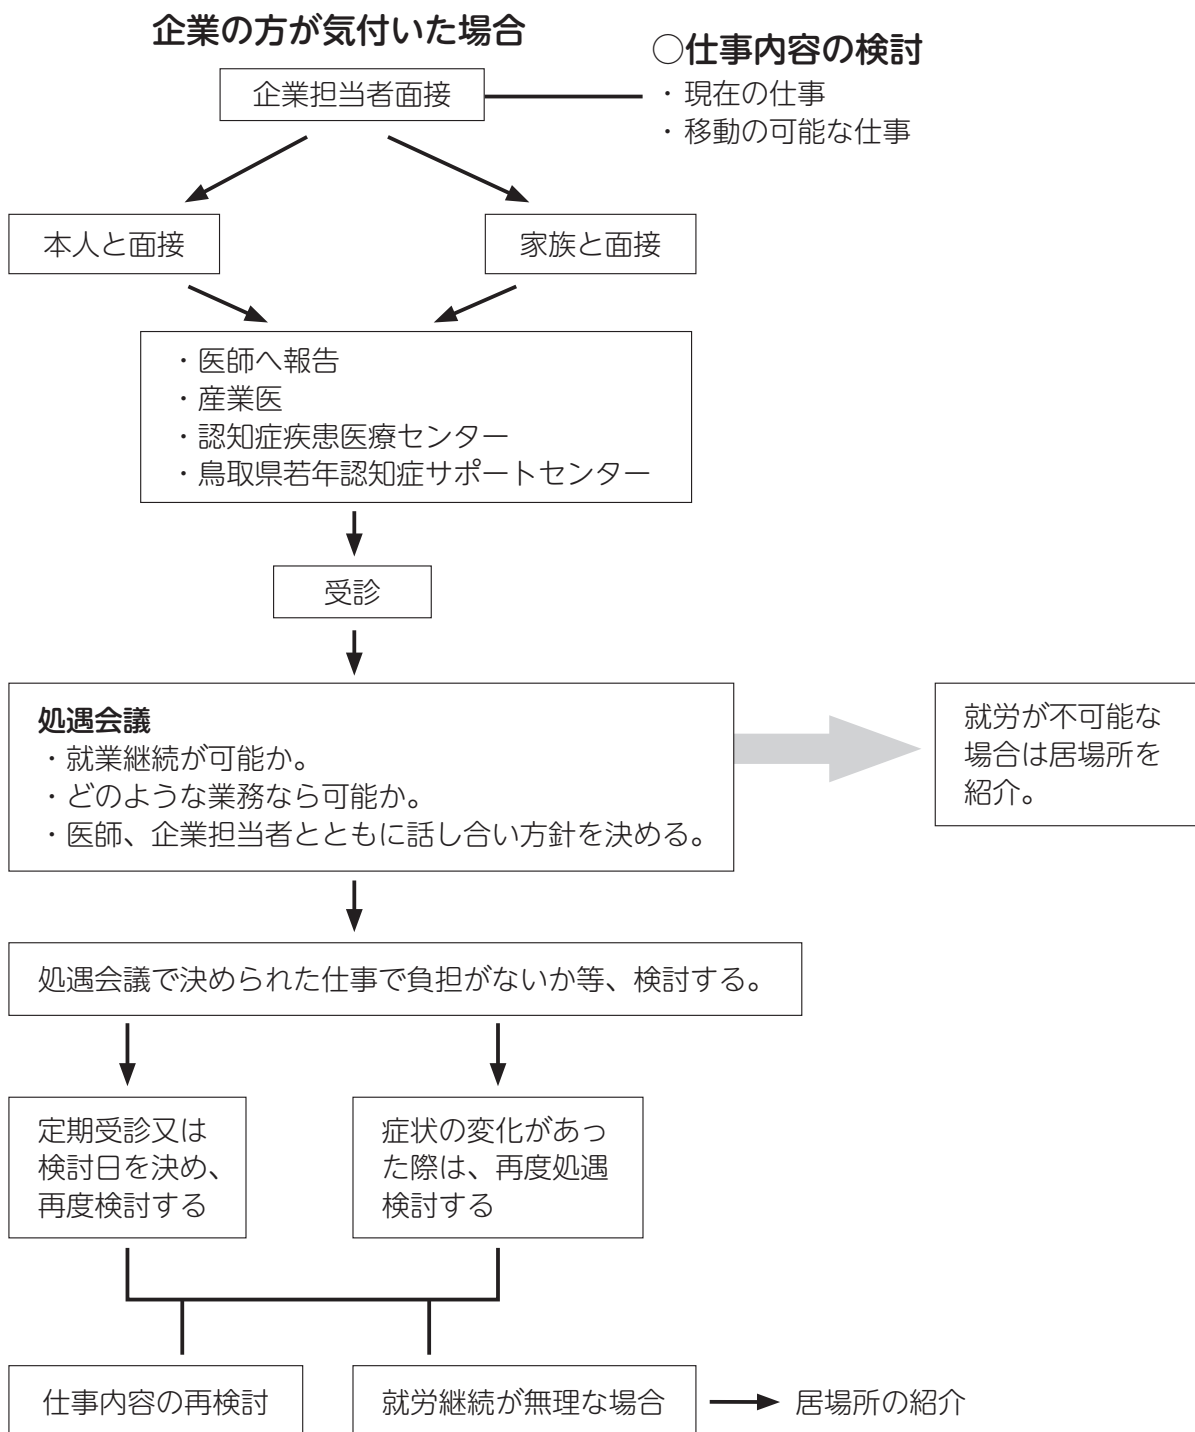 企業の方が気付いた場合
○仕事内容の検討
企業担当者面接
・現在の仕事
・移動の可能な仕事
本人と面接
家族と面接
・医師へ報告
・産業医
・認知症疾患医療センター
・鳥取県若年認知症サポートセンター
受診
処遇会議
・就業継続が可能か。
・どのような業務なら可能か。
・医師、企業担当者とともに話し合い方針を決める。
就労が不可能な
場合は居場所を
紹介。
処遇会議で決められた仕事で負担がないか等、検討する。
定期受診又は
検討日を決め、
再度検討する
症状の変化があっ
た際は、再度処遇
検討する
仕事内容の再検討
就労継続が無理な場合
居場所の紹介